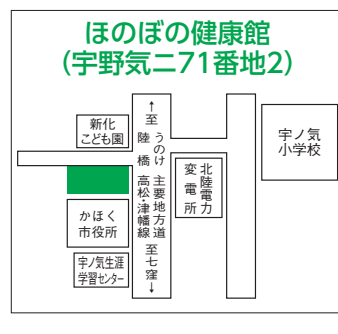 ほのぼの健康館
(宇野気ニ71番地2)
新化
こども園
↑至
うのけ
陸橋
主要地方道
高松・津幡線
至七窪↓
北陸電力
変電所
宇ノ気
小学校
かほく
市役所
宇ノ気生涯
学習センター